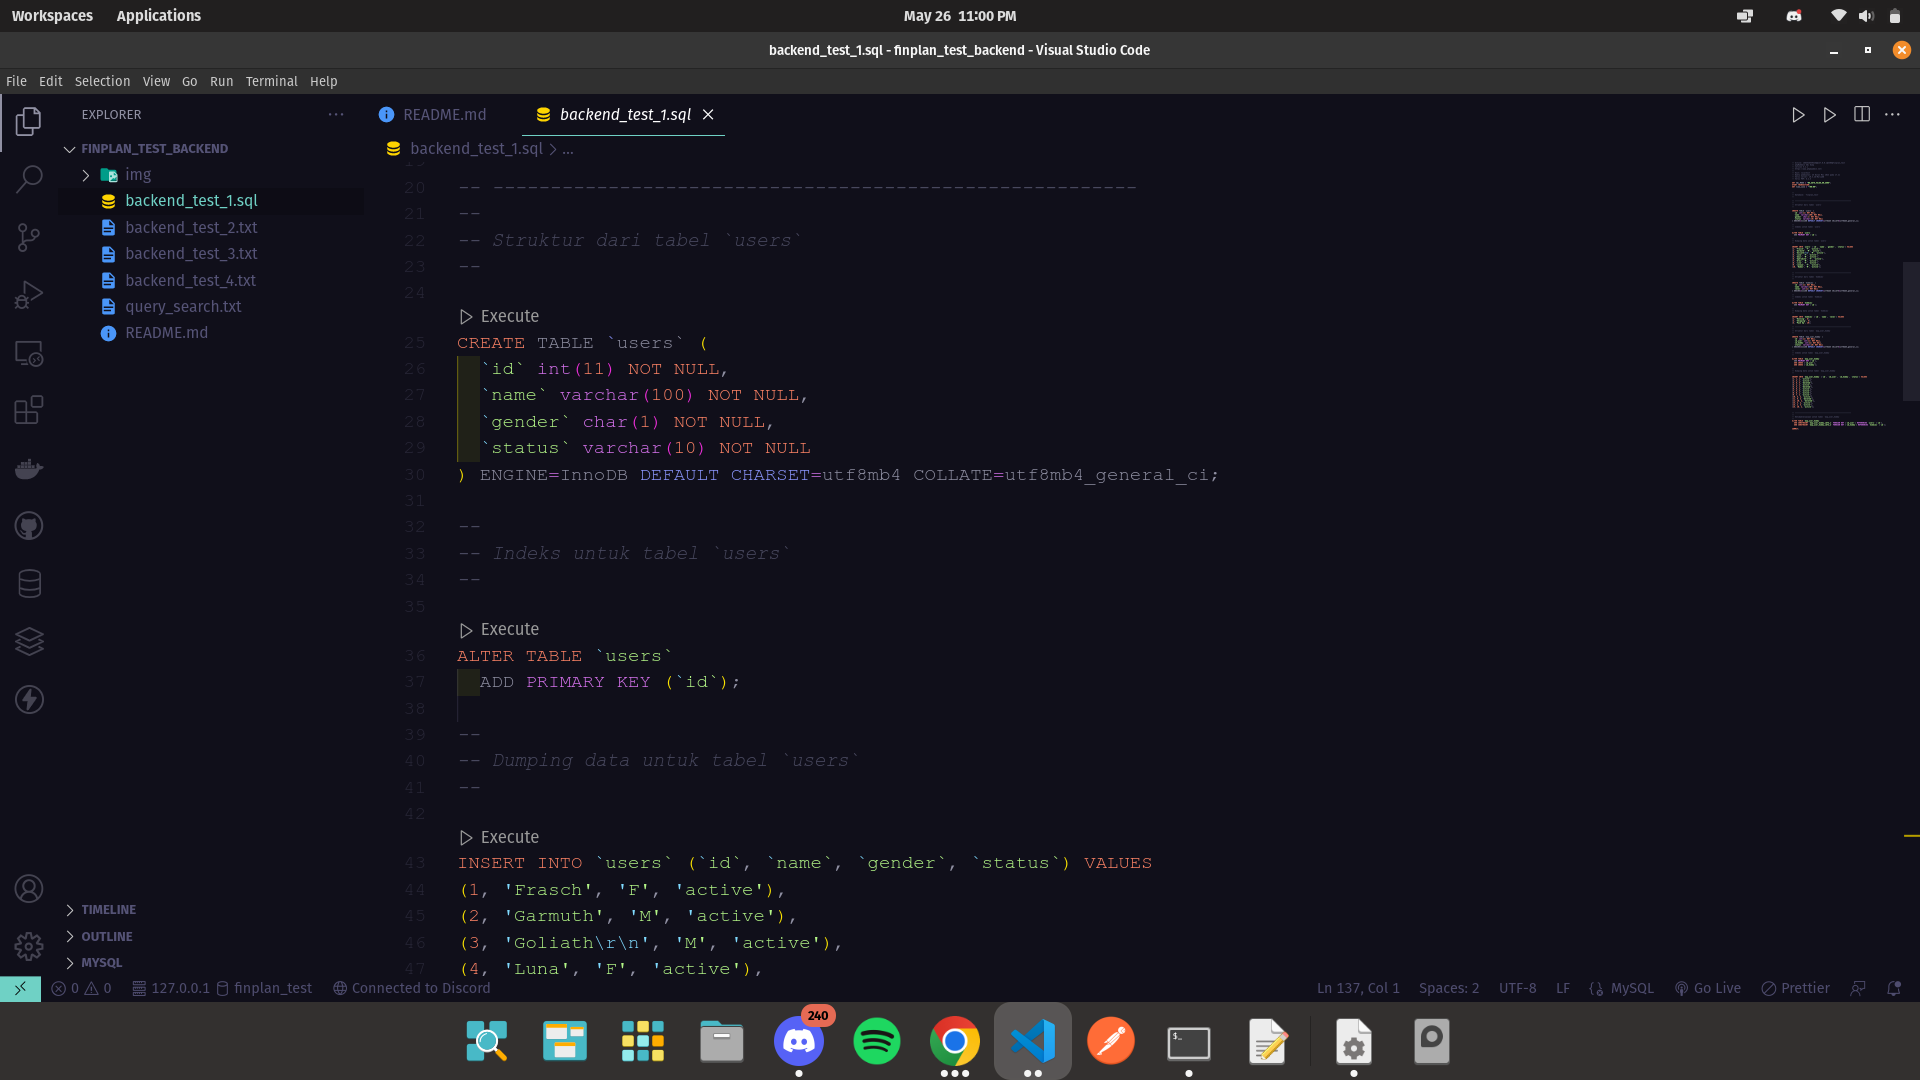 Workspaces Applications May 26 11:00 PM
backend_test_1.sql - finplan_test_backend - Visual Studio Code
File Edit Selection View Go Run Terminal Help
EXPLORER
FINPLAN_TEST_BACKEND
img
backend_test_1.sql
backend_test_2.txt
backend_test_3.txt
backend_test_4.txt
query_search.txt
README.md
TIMELINE
OUTLINE
MYSQL
README.md backend_test_1.sql
backend_test_1.sql > ...
20 -- --------------------------------------------------------
21 --
22 -- Struktur dari tabel `users`
23 --
24
Execute
25 CREATE TABLE `users` (
26 `id` int(11) NOT NULL,
27 `name` varchar(100) NOT NULL,
28 `gender` char(1) NOT NULL,
29 `status` varchar(10) NOT NULL
30 ) ENGINE=InnoDB DEFAULT CHARSET=utf8mb4 COLLATE=utf8mb4_general_ci;
31
32 --
33 -- Indeks untuk tabel `users`
34 --
35
Execute
36 ALTER TABLE `users`
37 ADD PRIMARY KEY (`id`);
38
39 --
40 -- Dumping data untuk tabel `users`
41 --
42
Execute
43 INSERT INTO `users` (`id`, `name`, `gender`, `status`) VALUES
44 (1, 'Frasch', 'F', 'active'),
45 (2, 'Garmuth', 'M', 'active'),
46 (3, 'Goliath\r\n', 'M', 'active'),
47 (4, 'Luna', 'F', 'active'),
0 0 127.0.0.1 finplan_test Connected to Discord Ln 137, Col 1 Spaces: 2 UTF-8 LF MySQL Go Live Prettier
240